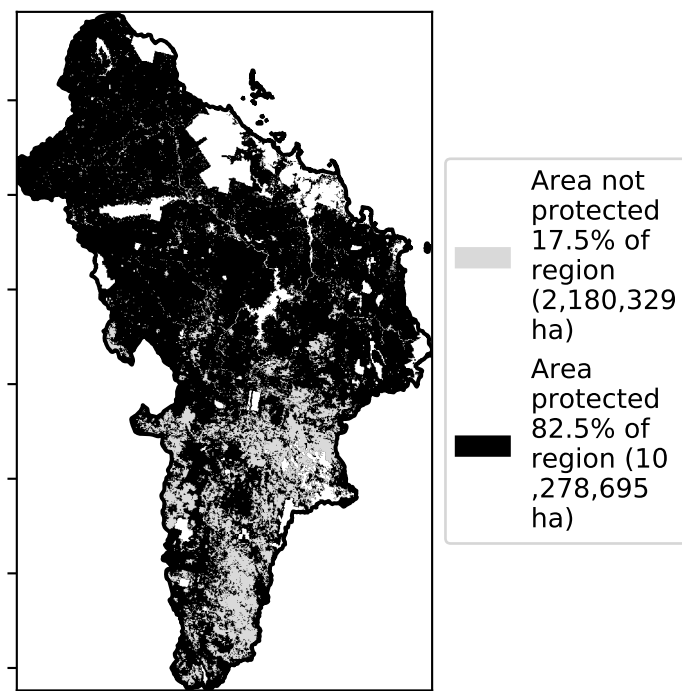 Area not
protected
17.5% of
region
(2,180,329
ha)
Area
protected
82.5% of
region (10
,278,695
ha)